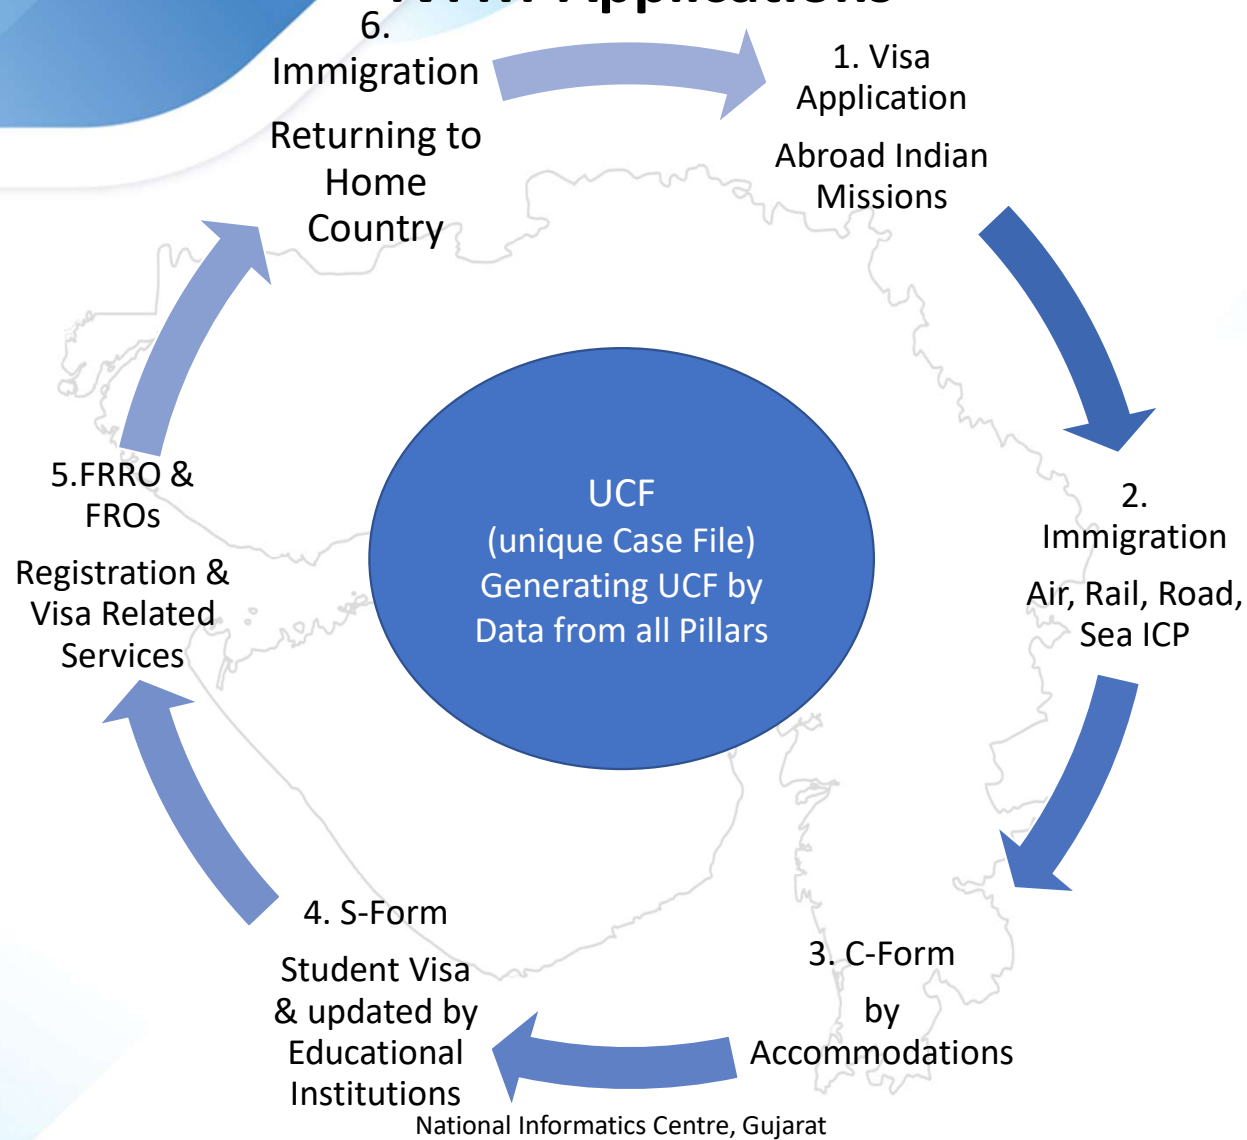 Applications
6.
Immigration
Returning to
Home
Country
1. Visa
Application
Abroad Indian
Missions
2.
Immigration
Air, Rail, Road,
Sea ICP
3. C-Form
by
Accommodations
4. S-Form
Student Visa
& updated by
Educational
Institutions
5.FRRO &
FROs
Registration &
Visa Related
Services
UCF
(unique Case File)
Generating UCF by
Data from all Pillars
National Informatics Centre, Gujarat